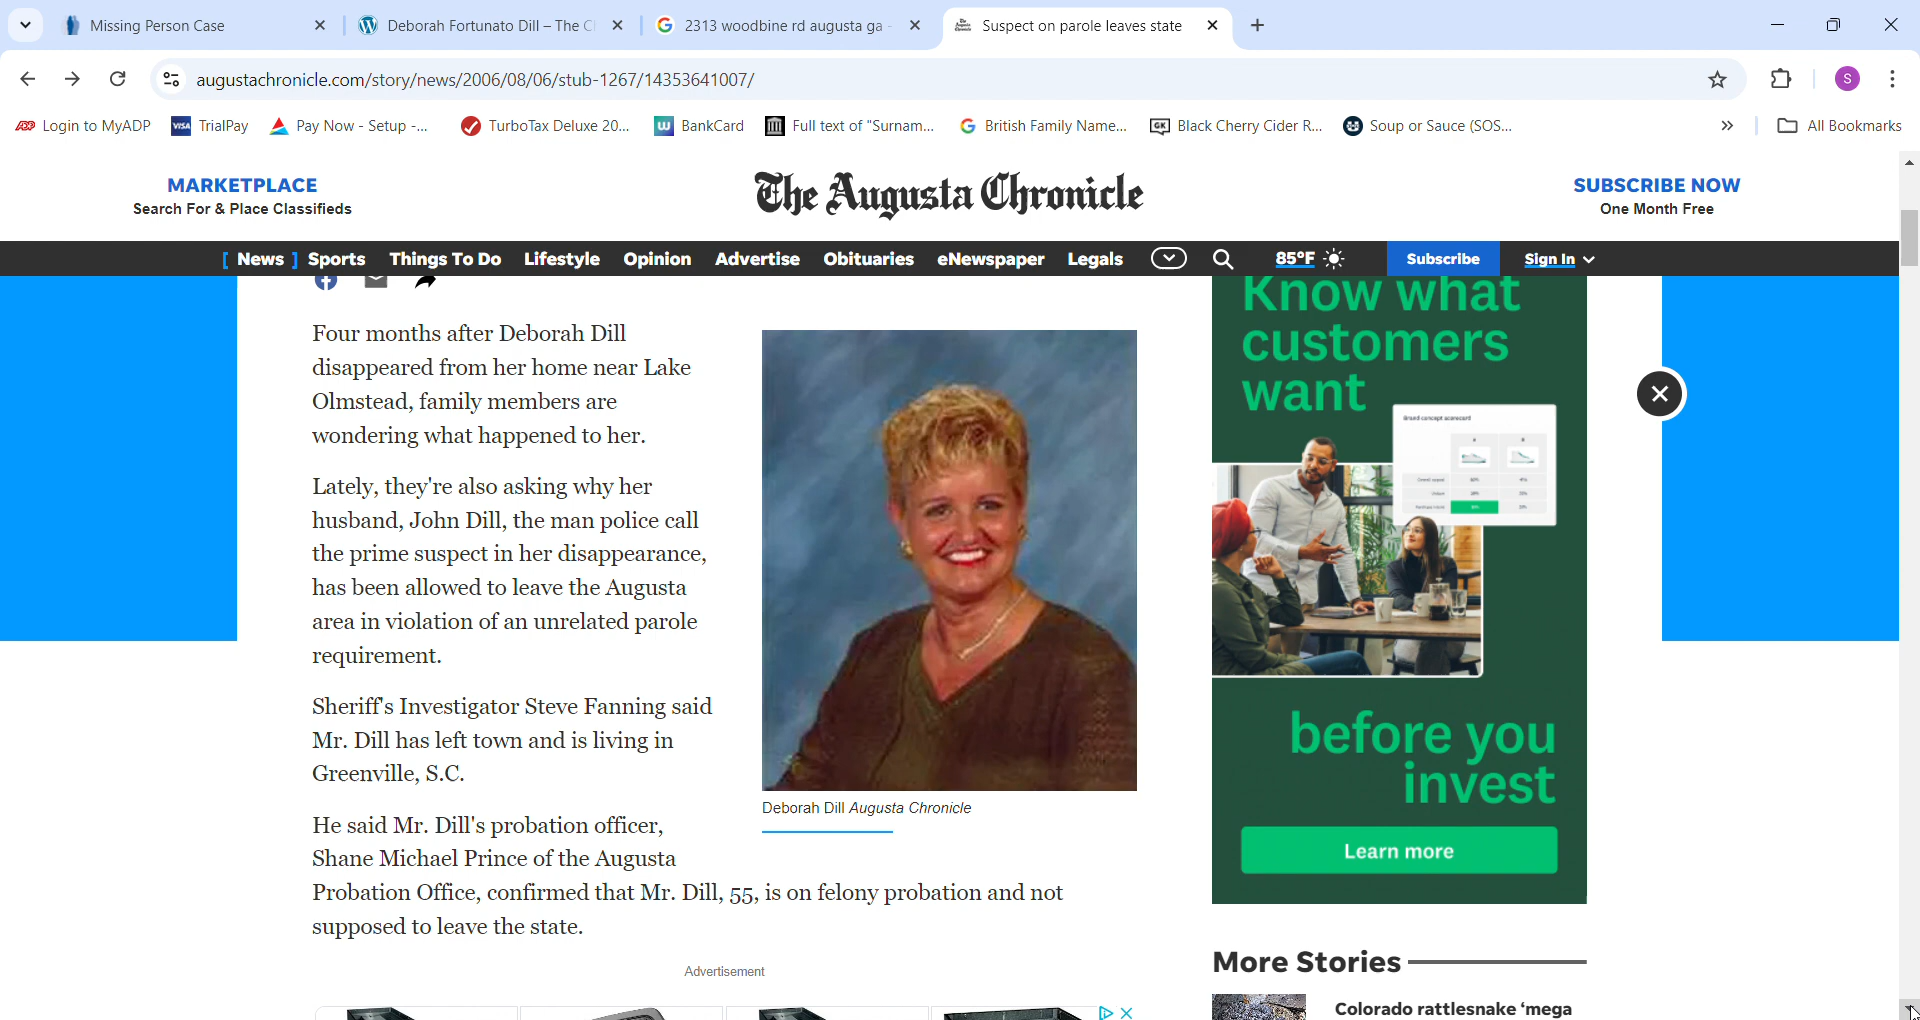 Missing Person Case
Deborah Fortunato Dill – The C
2313 woodbine rd augusta ga -
Suspect on parole leaves state
augustachronicle.com/story/news/2006/08/06/stub-1267/14353641007/
S
ADP Login to MyADP
VISA TrialPay
Pay Now - Setup -...
TurboTax Deluxe 20...
W BankCard
Full text of "Surnam...
G British Family Name...
GK Black Cherry Cider R...
Soup or Sauce (SOS...
»
All Bookmarks
MARKETPLACE
Search For & Place Classifieds
The Augusta Chronicle
SUBSCRIBE NOW
One Month Free
[ News ] Sports Things To Do Lifestyle Opinion Advertise Obituaries eNewspaper Legals 85°F Subscribe Sign In
Four months after Deborah Dill
disappeared from her home near Lake
Olmstead, family members are
wondering what happened to her.
Lately, they're also asking why her
husband, John Dill, the man police call
the prime suspect in her disappearance,
has been allowed to leave the Augusta
area in violation of an unrelated parole
requirement.
Sheriff's Investigator Steve Fanning said
Mr. Dill has left town and is living in
Greenville, S.C.
He said Mr. Dill's probation officer,
Shane Michael Prince of the Augusta
Probation Office, confirmed that Mr. Dill, 55, is on felony probation and not
supposed to leave the state.
Deborah Dill Augusta Chronicle
Advertisement
Know what
customers
want
Brand concept scorecard
before you
invest
Learn more
More Stories
Colorado rattlesnake ‘mega